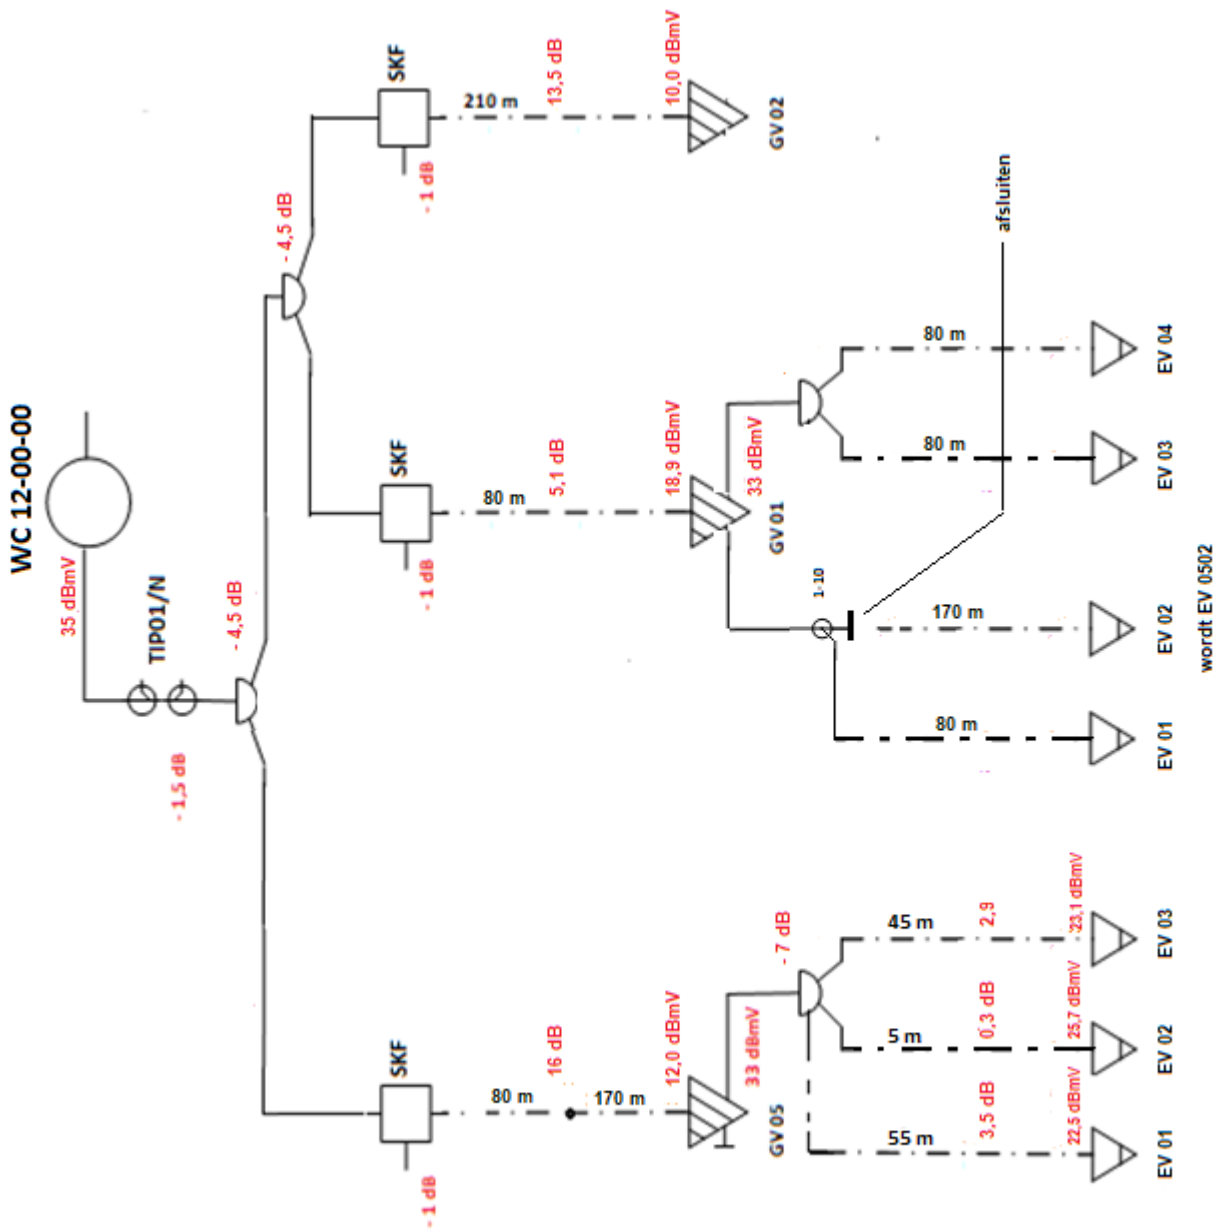 WC 12-00-00
35 dBmV
TIP01/N
- 1,5 dB
- 4,5 dB
- 4,5 dB
SKF
- 1 dB
210 m
13,5 dB
10,0 dBmV
GV 02
SKF
- 1 dB
80 m
5,1 dB
18,9 dBmV
GV 01
33 dBmV
1-10
afsluiten
80 m
EV 04
80 m
EV 03
170 m
EV 02
wordt EV 0502
80 m
EV 01
SKF
- 1 dB
80 m
16 dB
170 m
12,0 dBmV
GV 05
33 dBmV
- 7 dB
45 m
2,9
23,1 dBmV
EV 03
5 m
0,3 dB
25,7 dBmV
EV 02
55 m
3,5 dB
22,5 dBmV
EV 01